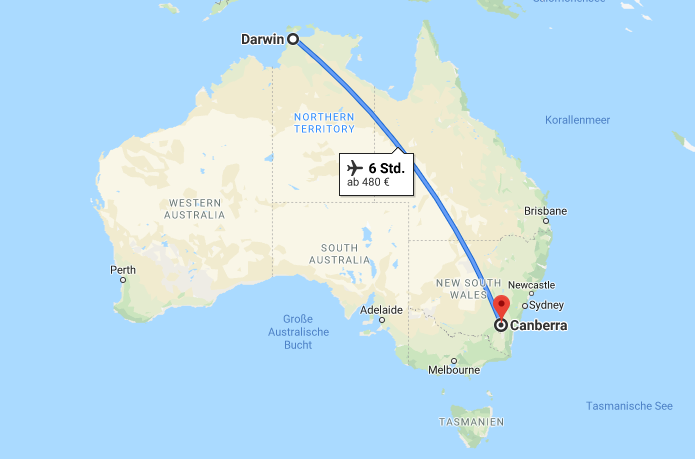 Salomonensee
Darwin
NORTHERN
TERRITORY
Korallenmeer
6 Std.
ab 480 €
WESTERN
AUSTRALIA
Brisbane
SOUTH
AUSTRALIA
Perth
NEW SOUTH
WALES
Newcastle
Sydney
Adelaide
Große
Australische
Bucht
Canberra
Melbourne
Tasmanische See
TASMANIEN